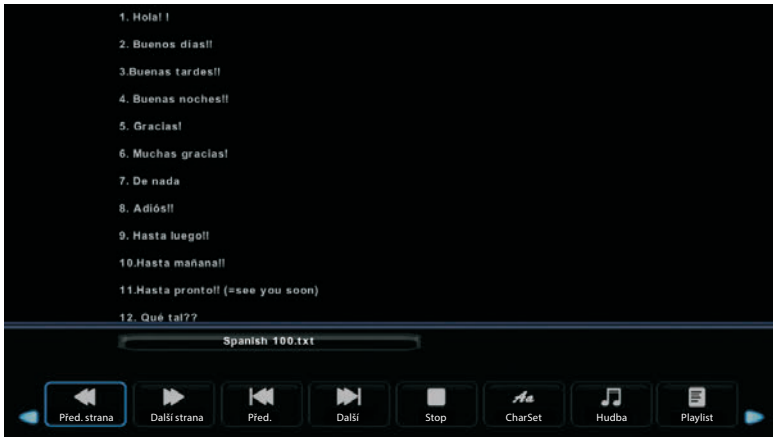 1. Hola! !
2. Buenos días!!
3.Buenas tardes!!
4. Buenas noches!!
5. Gracias!
6. Muchas gracias!
7. De nada
8. Adiós!!
9. Hasta luego!!
10.Hasta mañana!!
11.Hasta pronto!! (=see you soon)
12. Qué tal??
Spanish 100.txt
Před. strana Další strana Před. Další Stop CharSet Hudba Playlist